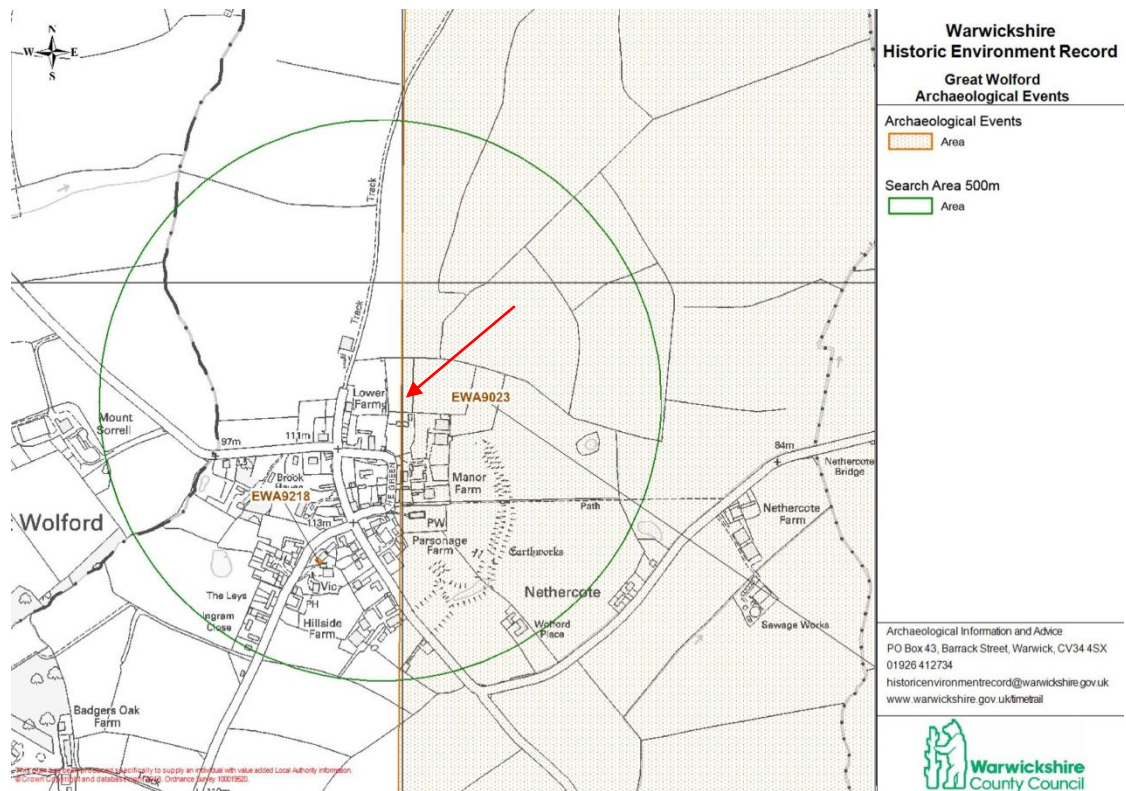 N
W E
S
Track
Track
Mount
Sorrell
97m
111m
Lower
Farm
EWA9023
84m
Nethercote
Bridge
EWA9218
Manor
Farm
Nethercote
Farm
Wolford
113m
PW
Path
Parsonage
Farm
Earthworks
The Leys
Vic
PH
Nethercote
Ingram
Close
Hillside
Farm
Wolford
Place
Sewage Works
Badgers Oak
Farm
Track
Warwickshire
Historic Environment Record
Great Wolford
Archaeological Events
Archaeological Events
Area
Search Area 500m
Area
Archaeological Information and Advice
PO Box 43, Barrack Street, Warwick, CV34 4SX
01926 412734
historicenvironmentrecord@warwickshire.gov.uk
www.warwickshire.gov.uk/timetrail
Warwickshire
County Council